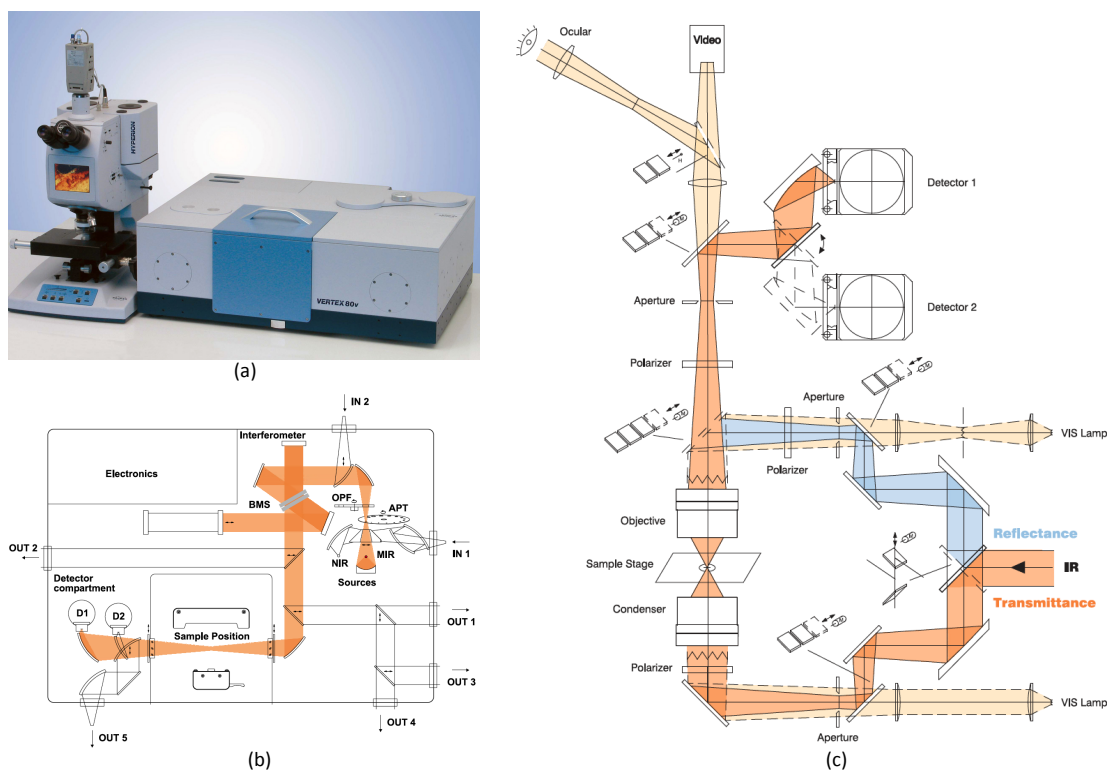 HYPERION
VERTEX 80v
(a)
IN 2
Interferometer
Electronics
OPF
APT
BMS
OUT 2
NIR
MIR
IN 1
Sources
Detector
compartment
D1
D2
Sample Position
OUT 1
OUT 3
OUT 4
OUT 5
(b)
Ocular
Video
Detector 1
Aperture
Detector 2
Polarizer
Aperture
VIS Lamp
Polarizer
Objective
Reflectance
Sample Stage
IR
Transmittance
Condenser
Polarizer
VIS Lamp
Aperture
(c)